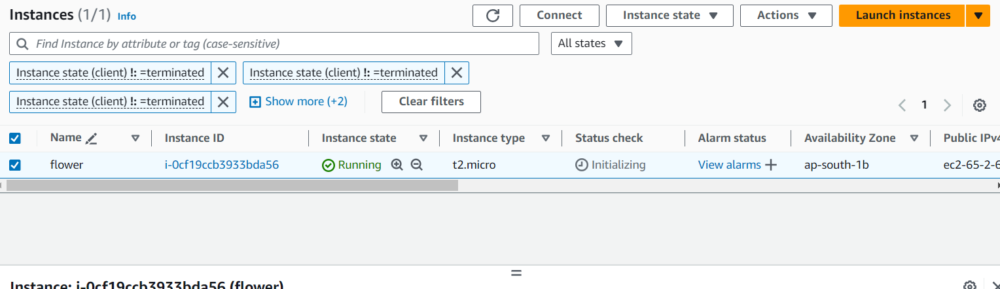 Instances (1/1) Info Connect Instance state Actions Launch instances
Find Instance by attribute or tag (case-sensitive) All states
Instance state (client) !: =terminated Instance state (client) !: =terminated
Instance state (client) !: =terminated Show more (+2) Clear filters 1
Name Instance ID Instance state Instance type Status check Alarm status Availability Zone Public IPv4
flower i-0cf19ccb3933bda56 Running t2.micro Initializing View alarms ap-south-1b ec2-65-2-6
Instance: i-0cf19ccb3933bda56 (flower)